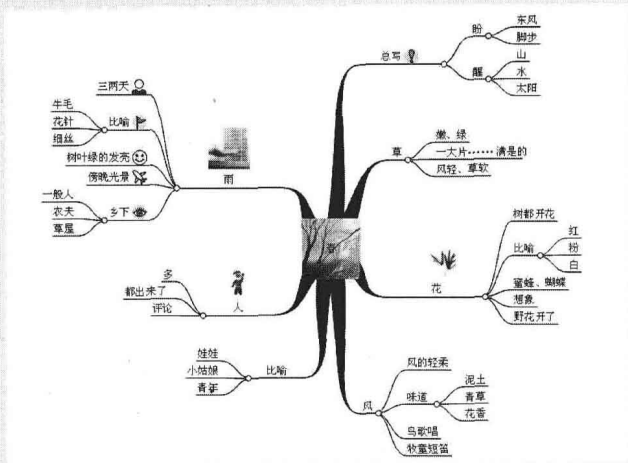 春
总写
盼
东风
脚步
醒
山
水
太阳
草
嫩、绿
一大片……满是的
风轻、草软
花
树都开花
比喻
红
粉
白
蜜蜂、蝴蝶
想象
野花开了
风
风的轻柔
味道
泥土
青草
花香
鸟歌唱
牧童短笛
比喻
娃娃
小姑娘
青年
人
多
都出来了
评论
雨
三两天
比喻
牛毛
花针
细丝
树叶绿的发亮
傍晚光景
乡下
一般人
农夫
草屋